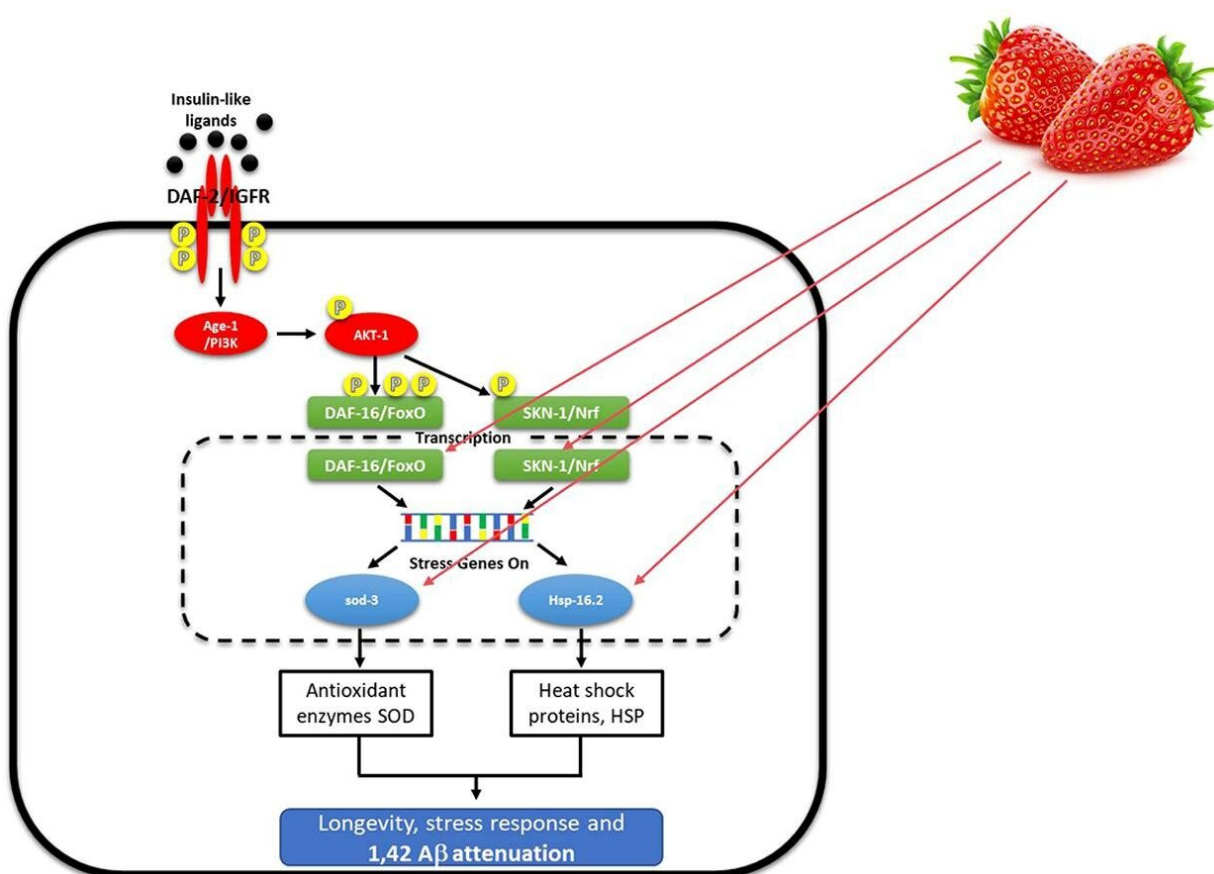 Insulin-like
ligands
DAF-2/IGFR
P
P
P
P
Age-1
/PI3K
P
AKT-1
P
P
P
P
DAF-16/FoxO
SKN-1/Nrf
Transcription
DAF-16/FoxO
SKN-1/Nrf
Stress Genes On
sod-3
Hsp-16.2
Antioxidant
enzymes SOD
Heat shock
proteins, HSP
Longevity, stress response and
1,42 Aβ attenuation